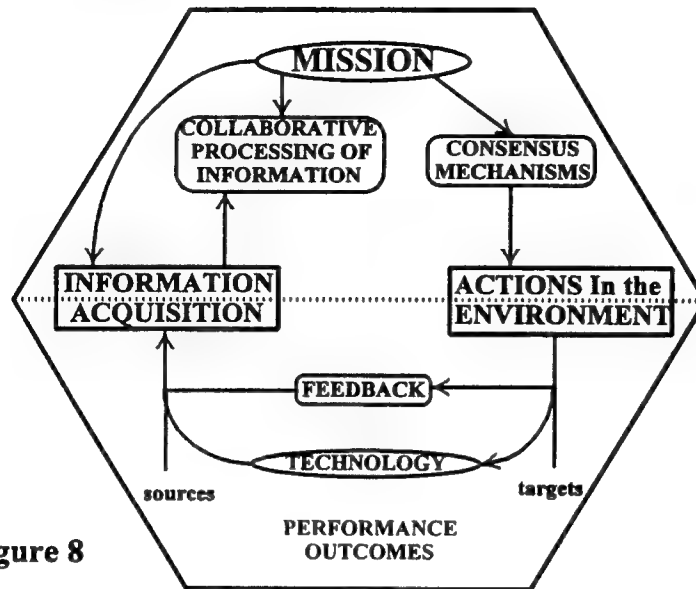 MISSION
COLLABORATIVE
PROCESSING OF
INFORMATION
CONSENSUS
MECHANISMS
INFORMATION
ACQUISITION
ACTIONS In the
ENVIRONMENT
FEEDBACK
TECHNOLOGY
sources
targets
PERFORMANCE
OUTCOMES
gure 8